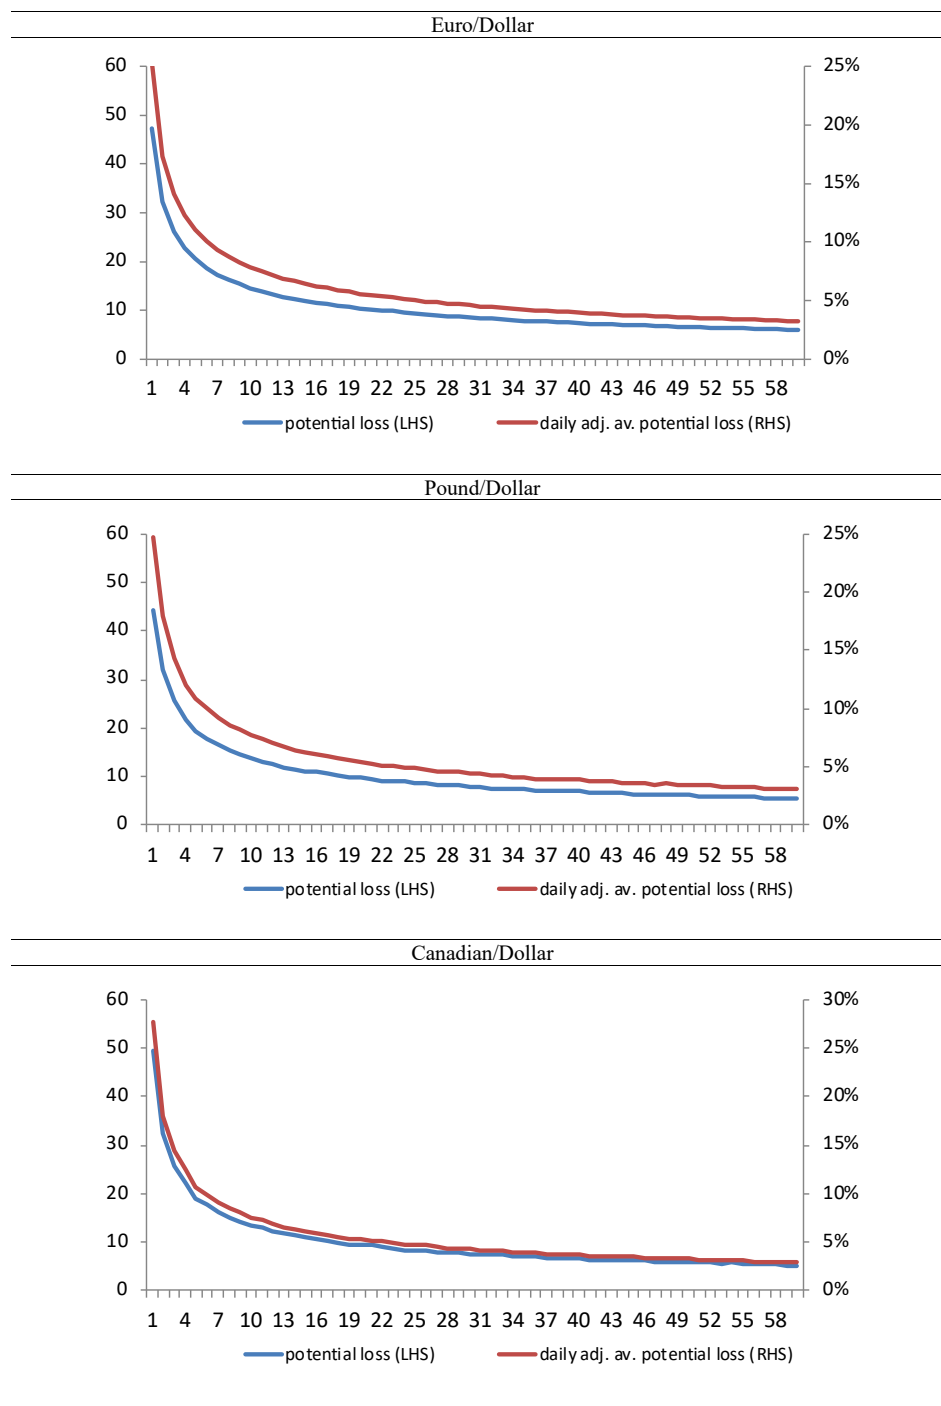 Euro/Dollar
60 25%
50 20%
40 15%
30 10%
20 5%
10 0%
0
1 4 7 10 13 16 19 22 25 28 31 34 37 40 43 46 49 52 55 58
potential loss (LHS) daily adj. av. potential loss (RHS)
Pound/Dollar
60 25%
50 20%
40 15%
30 10%
20 5%
10 0%
0
1 4 7 10 13 16 19 22 25 28 31 34 37 40 43 46 49 52 55 58
potential loss (LHS) daily adj. av. potential loss (RHS)
Canadian/Dollar
60 30%
50 25%
40 20%
30 15%
20 10%
10 5%
0 0%
1 4 7 10 13 16 19 22 25 28 31 34 37 40 43 46 49 52 55 58
potential loss (LHS) daily adj. av. potential loss (RHS)